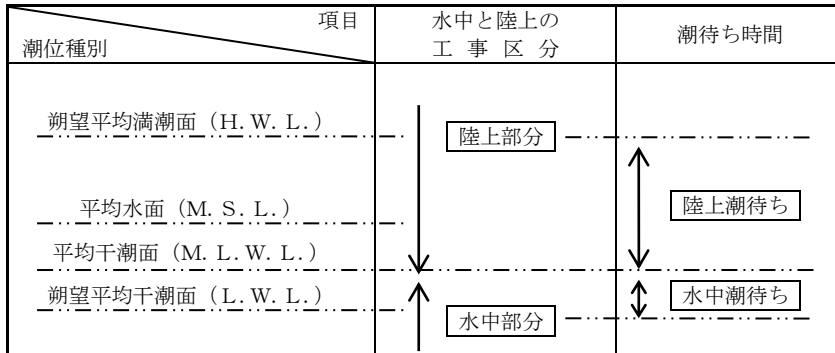 項目
潮位種別
水中と陸上の
工 事 区 分
潮待ち時間
朔望平均満潮面（H. W. L.）
陸上部分
平均水面（M. S. L.）
陸上潮待ち
平均干潮面（M. L. W. L.）
朔望平均干潮面（L. W. L.）
水中潮待ち
水中部分